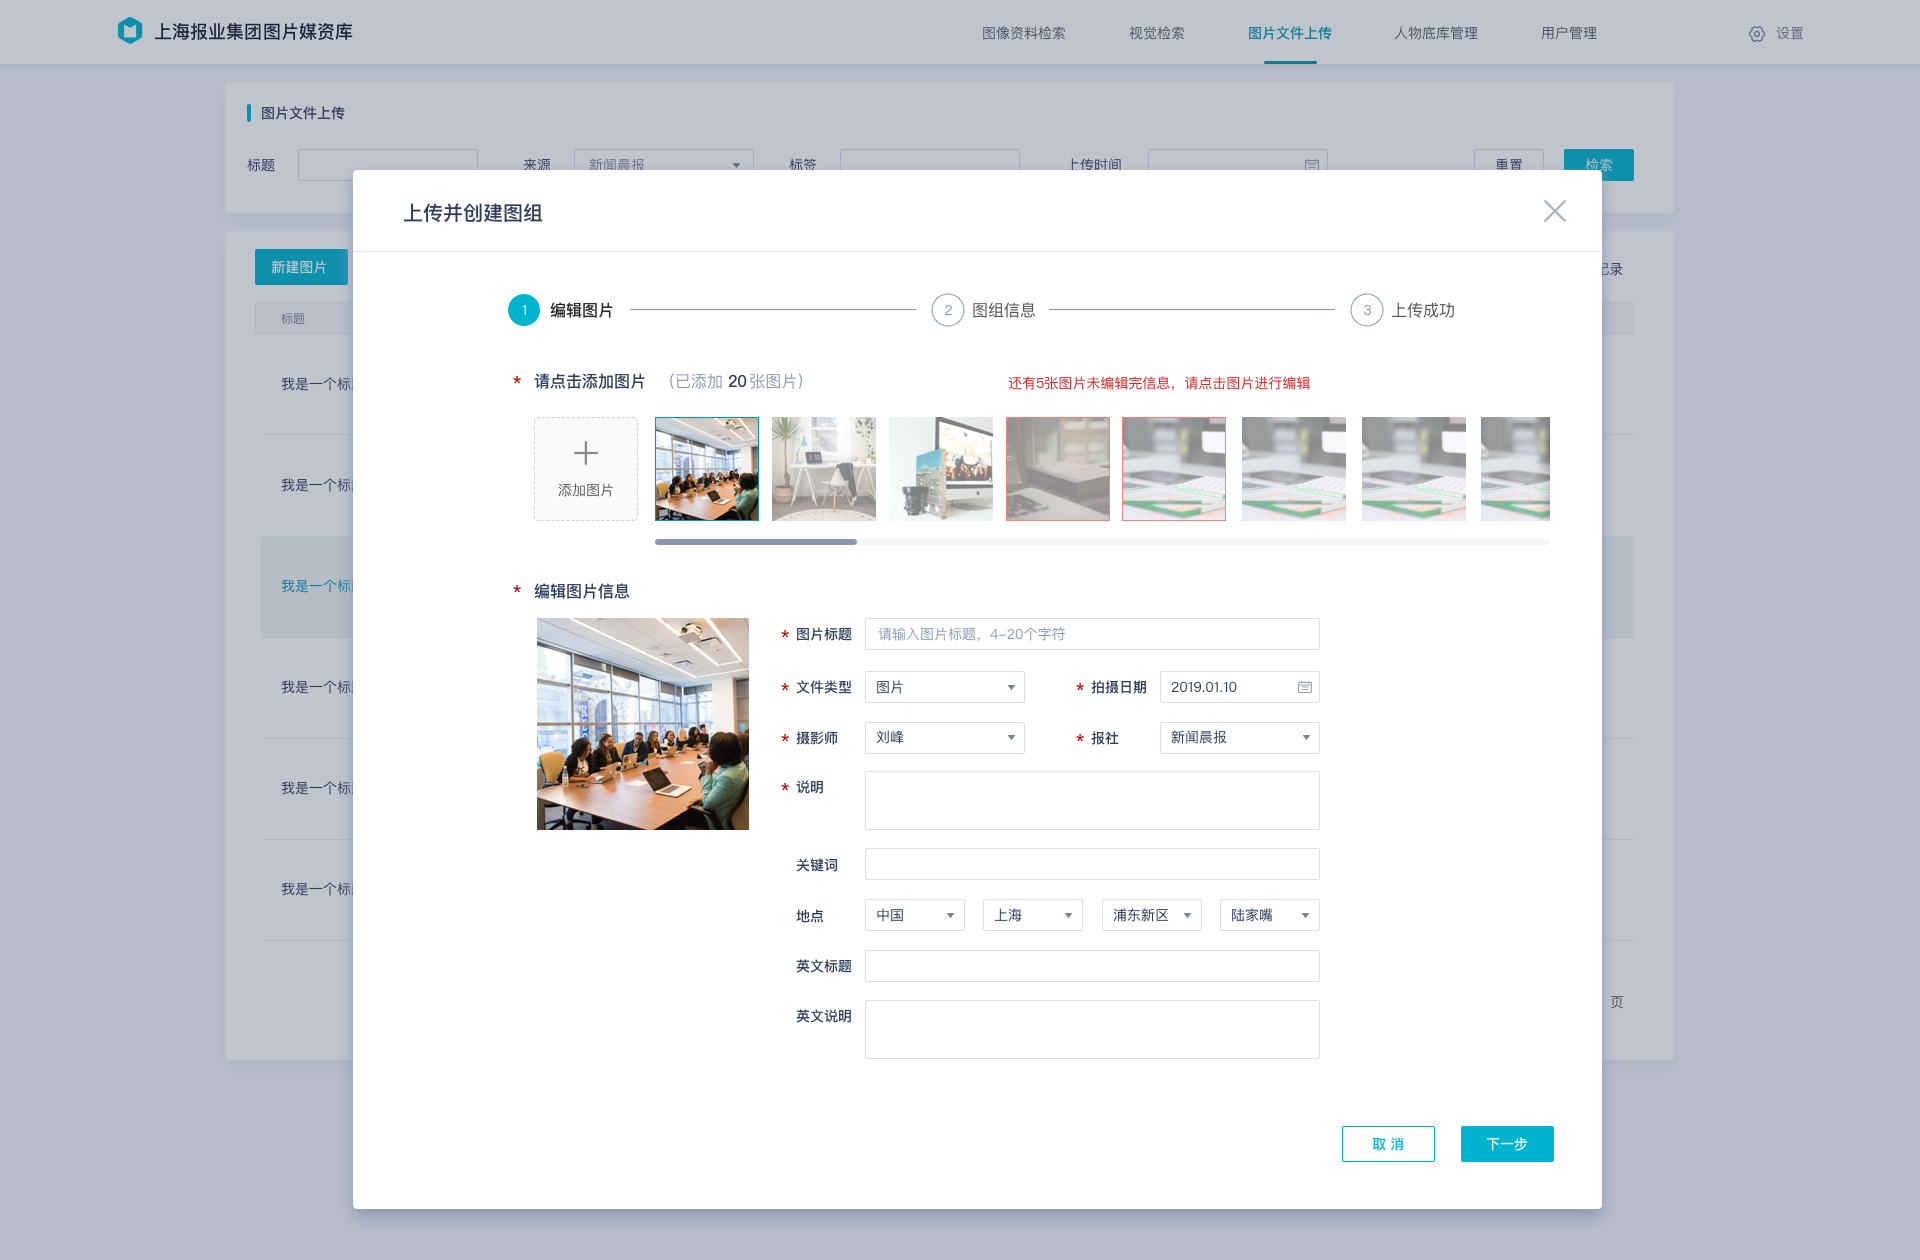 上海报业集团图片媒资库
图像资料检索 视觉检索 图片文件上传 人物底库管理 用户管理 设置
图片文件上传
标题 来源 新闻晨报 标签 上传时间 重置 检索
上传并创建图组
新建图片
记录
1 编辑图片 2 图组信息 3 上传成功
标题
* 请点击添加图片 （已添加 20 张图片） 还有5张图片未编辑完信息，请点击图片进行编辑
我是一个标
添加图片
我是一个标
* 编辑图片信息
我是一个标
* 图片标题 请输入图片标题，4-20个字符
* 文件类型 图片 * 拍摄日期 2019.01.10
我是一个标
* 摄影师 刘峰 * 报社 新闻晨报
* 说明
我是一个标
关键词
我是一个标
地点 中国 上海 浦东新区 陆家嘴
英文标题
页
英文说明
取 消 下一步